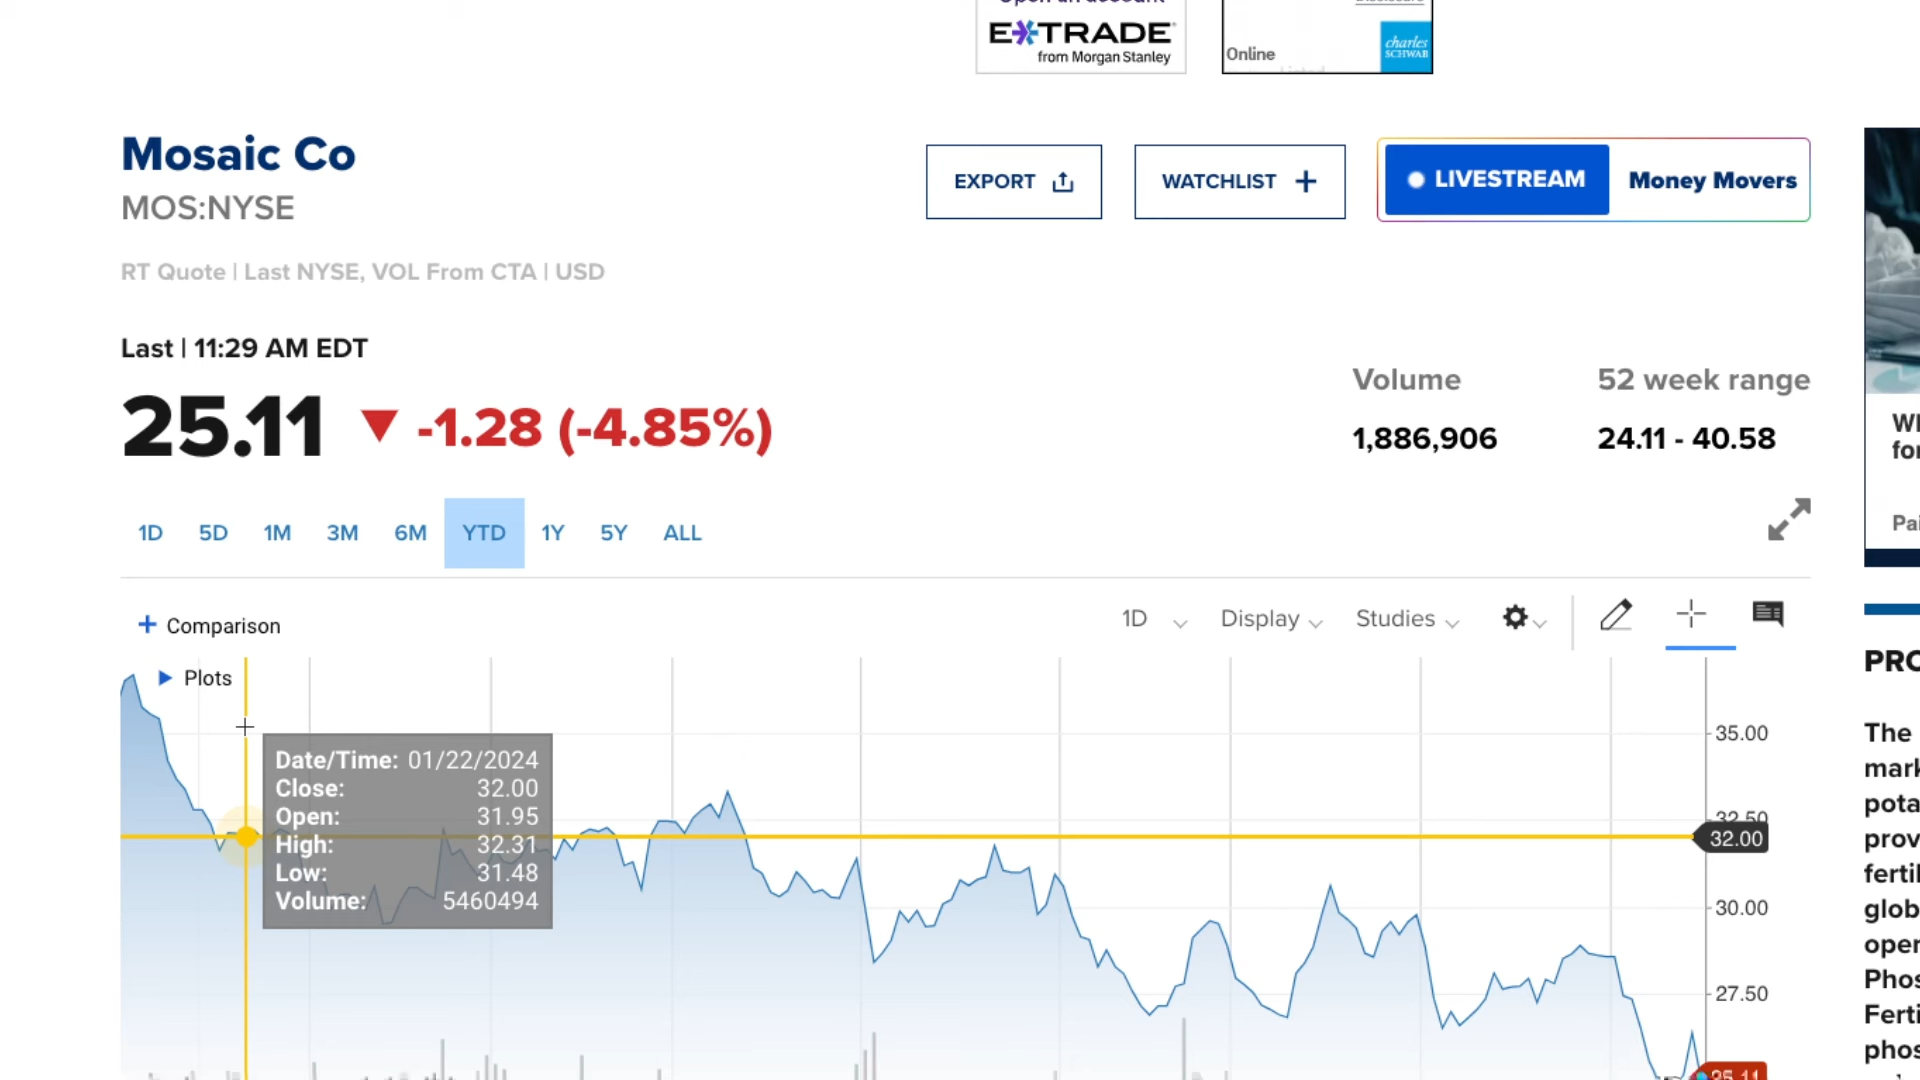 E*TRADE
from Morgan Stanley
Online
charles
SCHWAB
Mosaic Co
MOS:NYSE
EXPORT
WATCHLIST +
LIVESTREAM
Money Movers
RT Quote | Last NYSE, VOL From CTA | USD
Last | 11:29 AM EDT
25.11 ▼ -1.28 (-4.85%)
Volume
1,886,906
52 week range
24.11 - 40.58
1D 5D 1M 3M 6M YTD 1Y 5Y ALL
+ Comparison
1D Display Studies
Plots
Date/Time: 01/22/2024
Close: 32.00
Open: 31.95
High: 32.31
Low: 31.48
Volume: 5460494
35.00
32.50
32.00
30.00
27.50
25.11
PRO
The